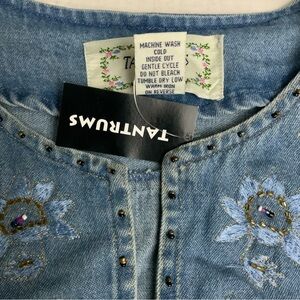 MACHINE WASH
COLD
INSIDE OUT
GENTLE CYCLE
DO NOT BLEACH
TUMBLE DRY LOW
WARM IRON
ON REVERSE
TANTRUMS